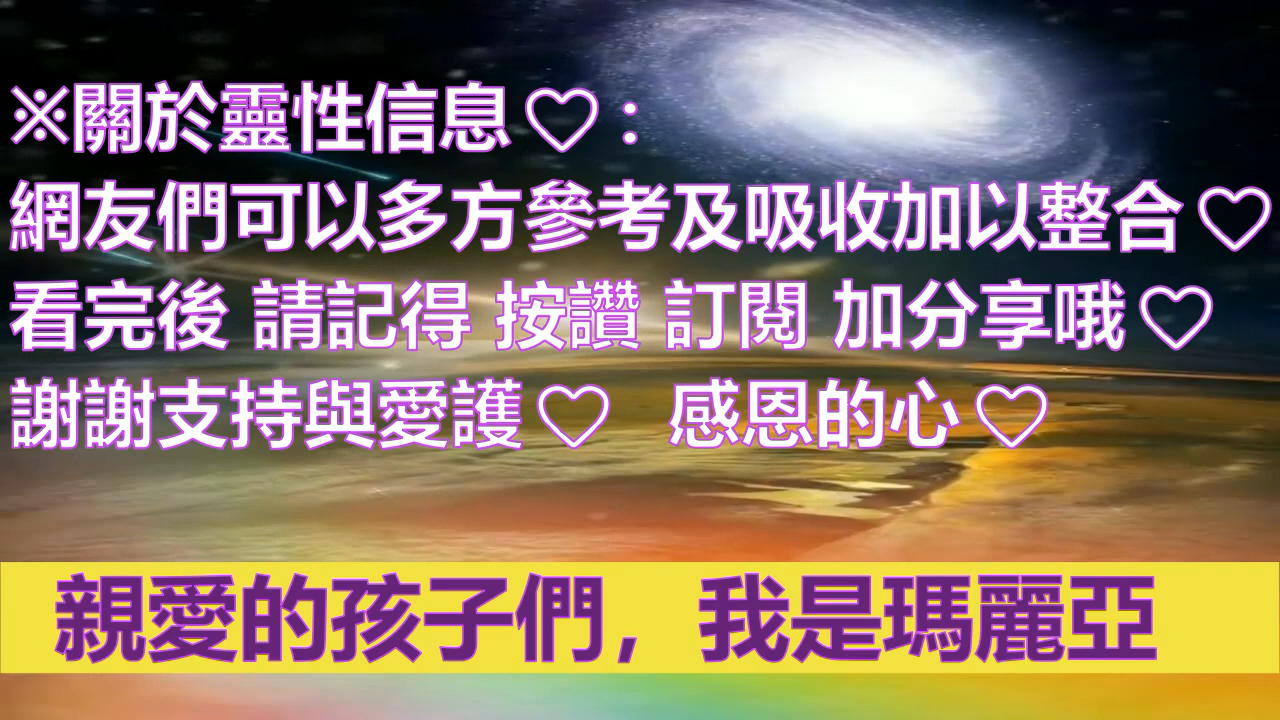 ※關於靈性信息♡：
網友們可以多方參考及吸收加以整合♡
看完後 請記得 按讚 訂閱 加分享哦♡
謝謝支持與愛護♡ 感恩的心♡
親愛的孩子們，我是瑪麗亞